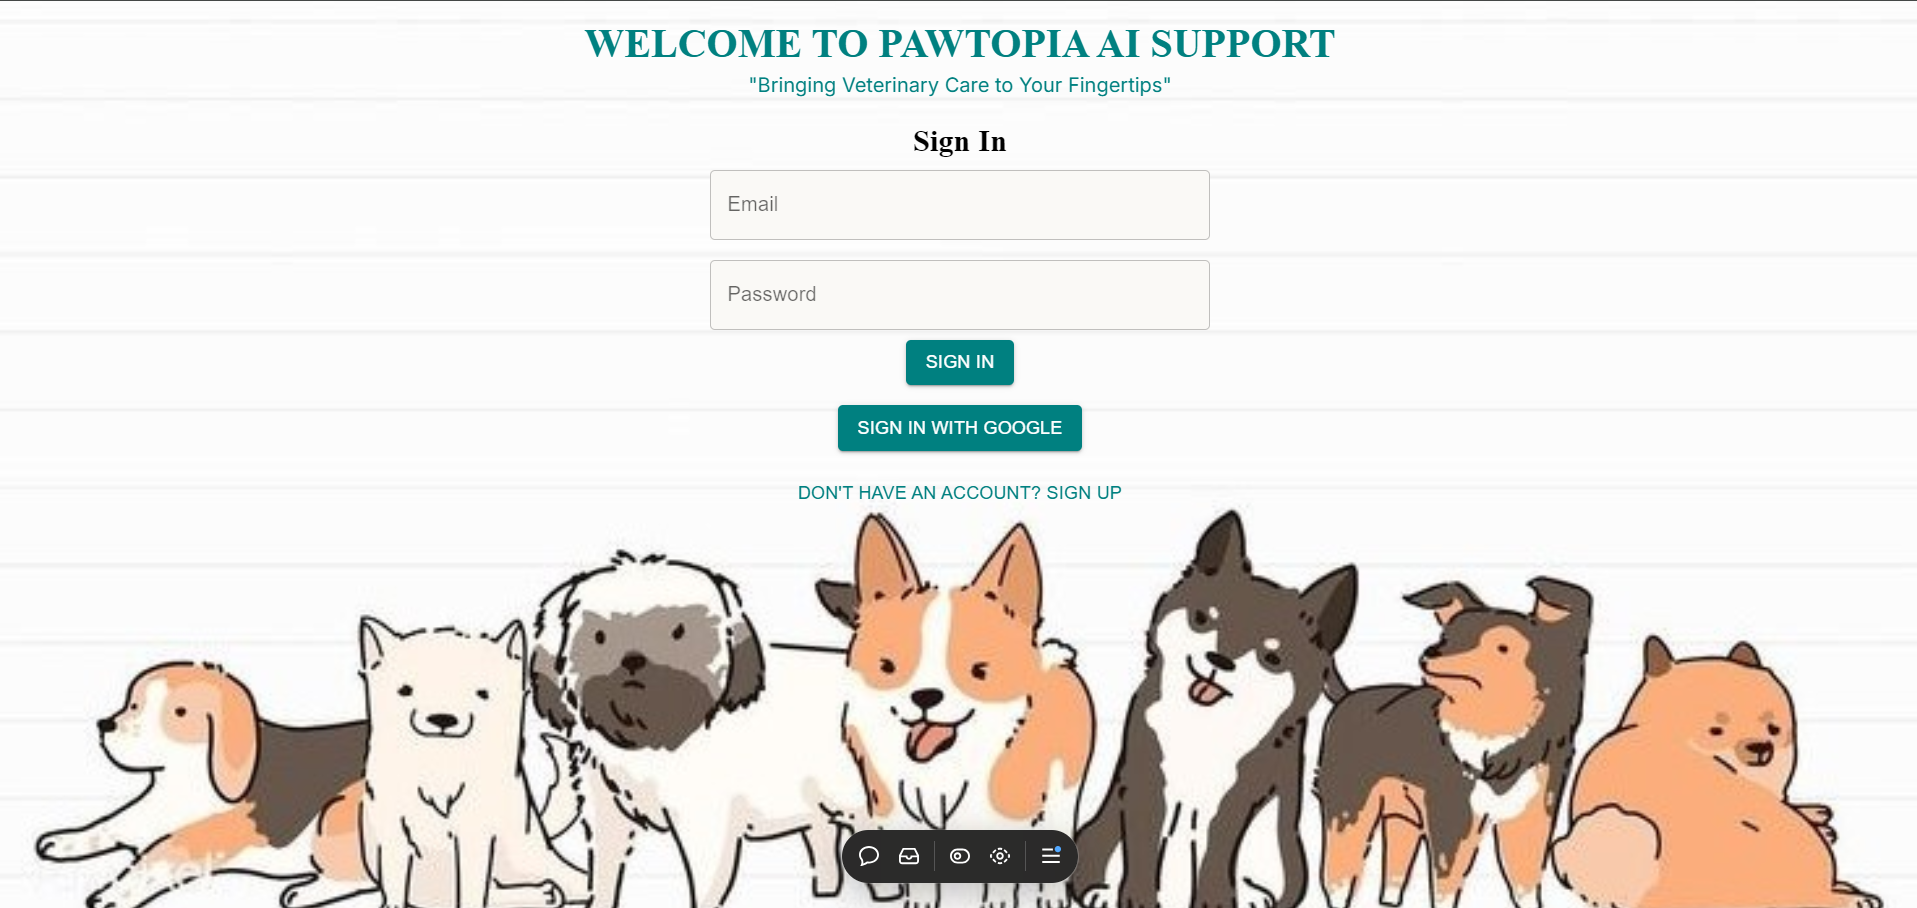 WELCOME TO PAWTOPIA AI SUPPORT
"Bringing Veterinary Care to Your Fingertips"
Sign In
Email
Password
SIGN IN
SIGN IN WITH GOOGLE
DON'T HAVE AN ACCOUNT? SIGN UP